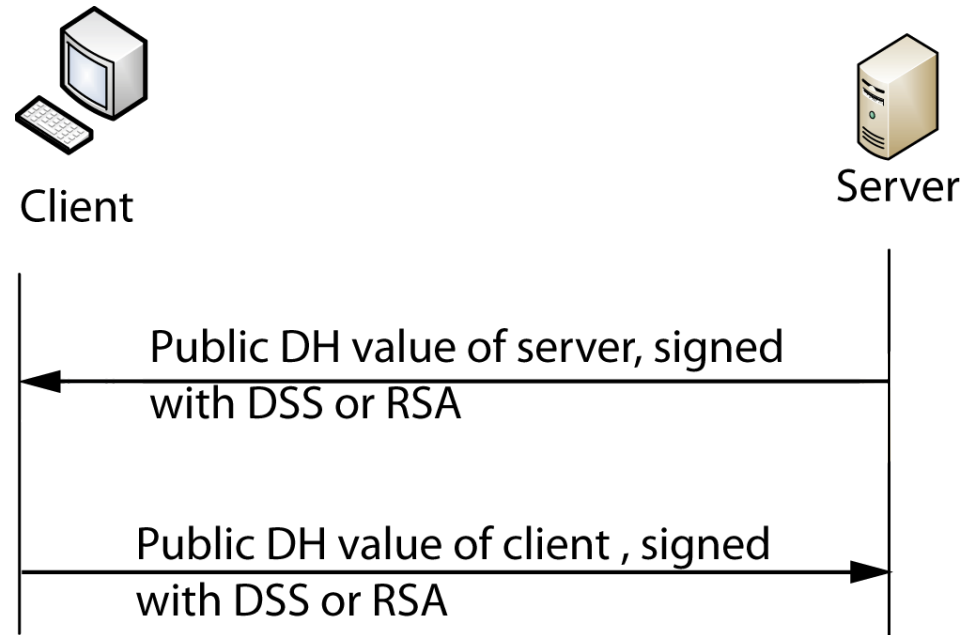 Client
Server
Public DH value of server, signed
with DSS or RSA
Public DH value of client , signed
with DSS or RSA